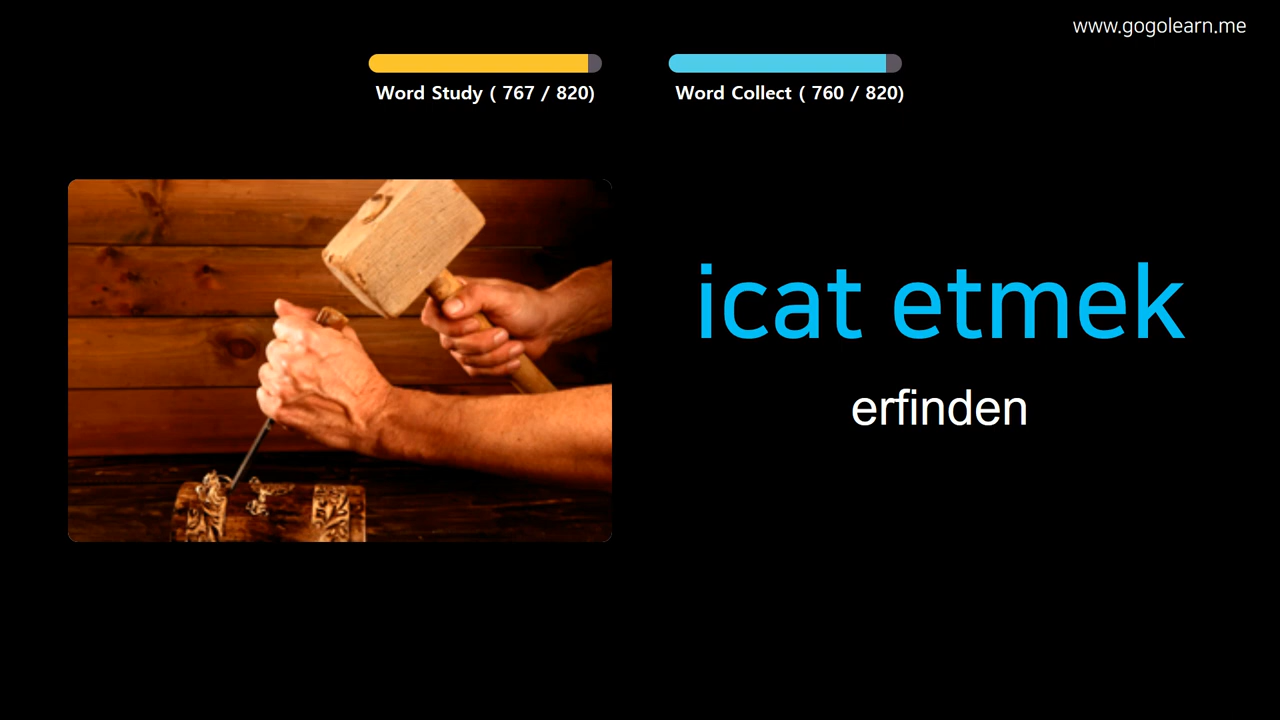 www.gogolearn.me
Word Study ( 767 / 820)
Word Collect ( 760 / 820)
icat etmek
erfinden